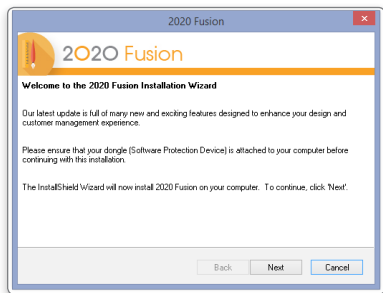 2020 Fusion
2020 Fusion
Welcome to the 2020 Fusion Installation Wizard
Our latest update is full of many new and exciting features designed to enhance your design and
customer management experience.
Please ensure that your dongle (Software Protection Device) is attached to your computer before
continuing with this installation.
The InstallShield Wizard will now install 2020 Fusion on your computer. To continue, click 'Next'.
Back Next Cancel